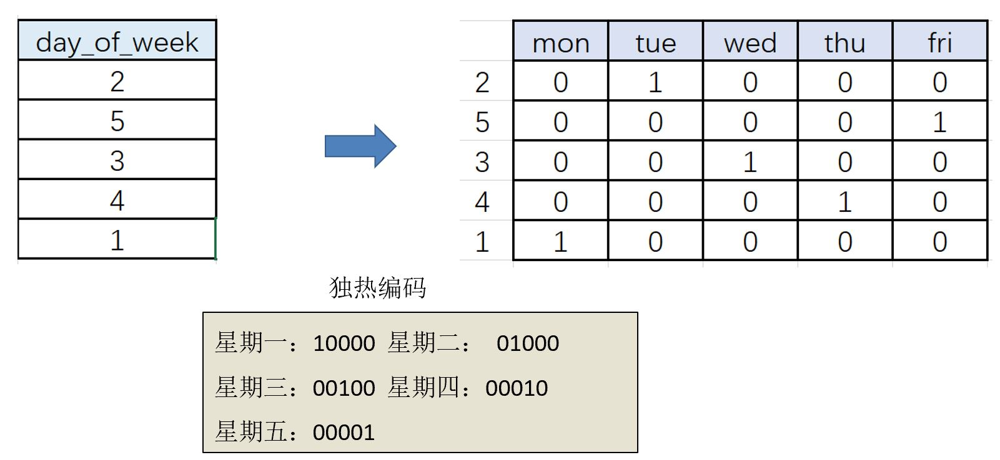 day_of_week
2
5
3
4
1
mon tue wed thu fri
2 0 1 0 0 0
5 0 0 0 0 1
3 0 0 1 0 0
4 0 0 0 1 0
1 1 0 0 0 0
独热编码
星期一：10000 星期二： 01000
星期三：00100 星期四：00010
星期五：00001